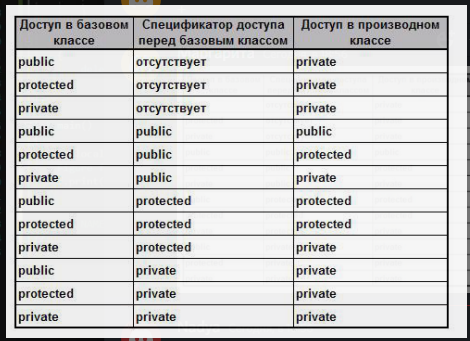 Доступ в базовом Спецификатор доступа Доступ в производном
классе перед базовым классом классе
public отсутствует private
protected отсутствует private
private отсутствует private
public public public
protected public protected
private public private
public protected protected
protected protected protected
private protected private
public private private
protected private private
private private private